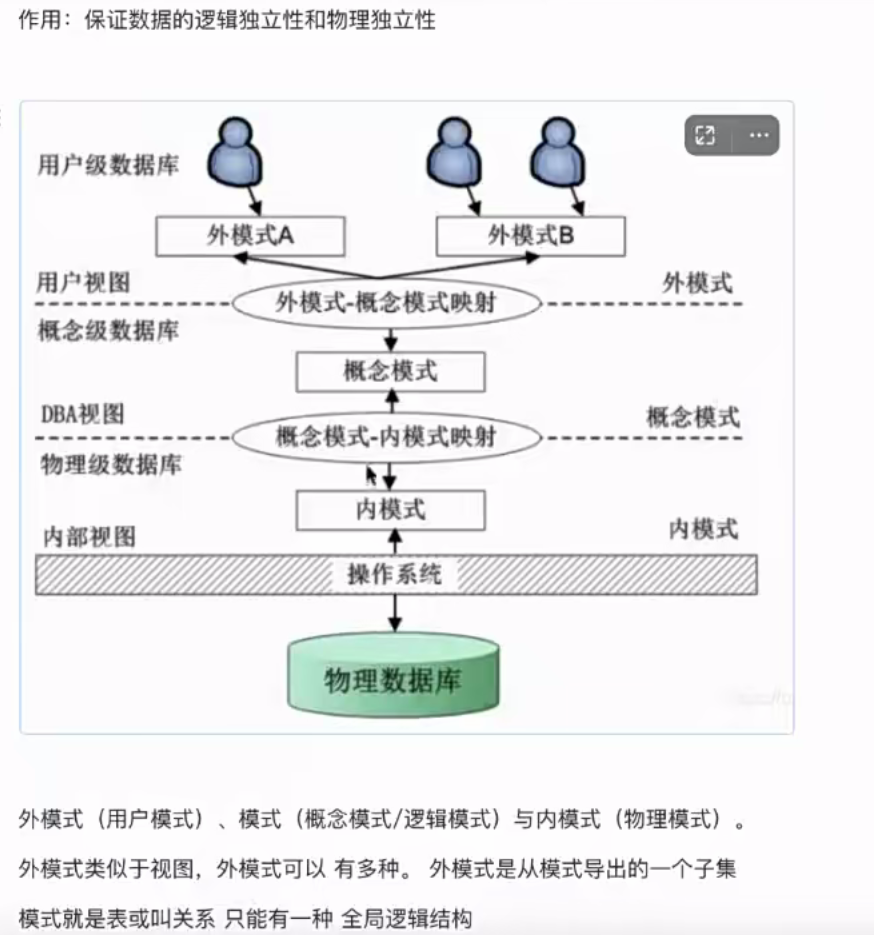 作用：保证数据的逻辑独立性和物理独立性
用户级数据库
外模式A
外模式B
用户视图
外模式
外模式-概念模式映射
概念级数据库
概念模式
DBA视图
概念模式
概念模式-内模式映射
物理级数据库
内模式
内部视图
内模式
操作系统
物理数据库
外模式（用户模式）、模式（概念模式/逻辑模式）与内模式（物理模式）。
外模式类似于视图，外模式可以 有多种。 外模式是从模式导出的一个子集
模式就是表或叫关系 只能有一种 全局逻辑结构